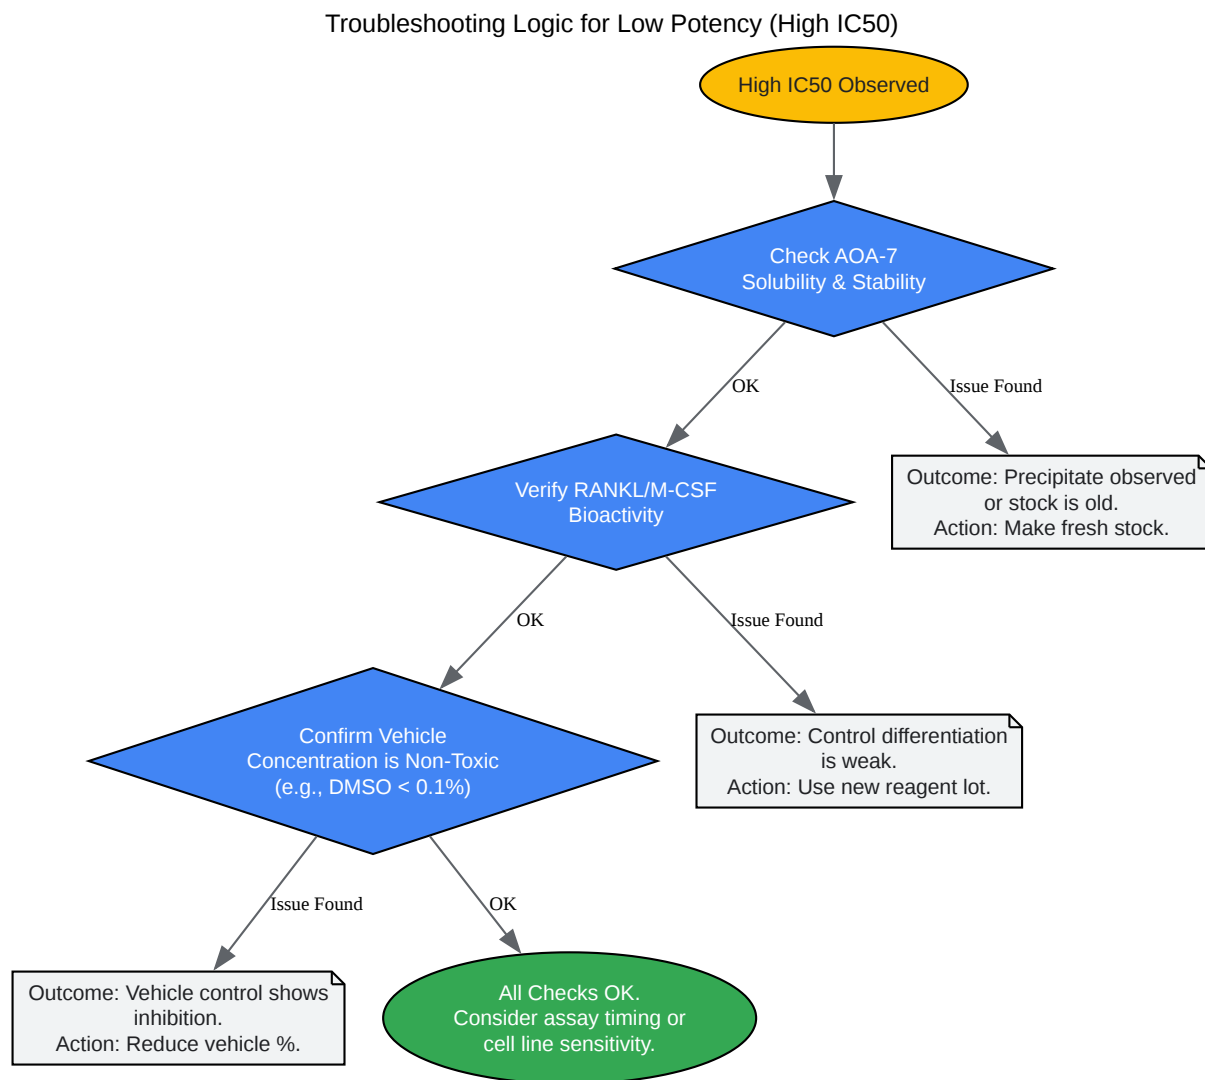 Troubleshooting Logic for Low Potency (High IC50)
High IC50 Observed
Check AOA-7
Solubility & Stability
OK
Issue Found
Verify RANKL/M-CSF
Bioactivity
Outcome: Precipitate observed
or stock is old.
Action: Make fresh stock.
OK
Issue Found
Confirm Vehicle
Concentration is Non-Toxic
(e.g., DMSO < 0.1%)
Outcome: Control differentiation
is weak.
Action: Use new reagent lot.
Issue Found
OK
Outcome: Vehicle control shows
inhibition.
Action: Reduce vehicle %.
All Checks OK.
Consider assay timing or
cell line sensitivity.